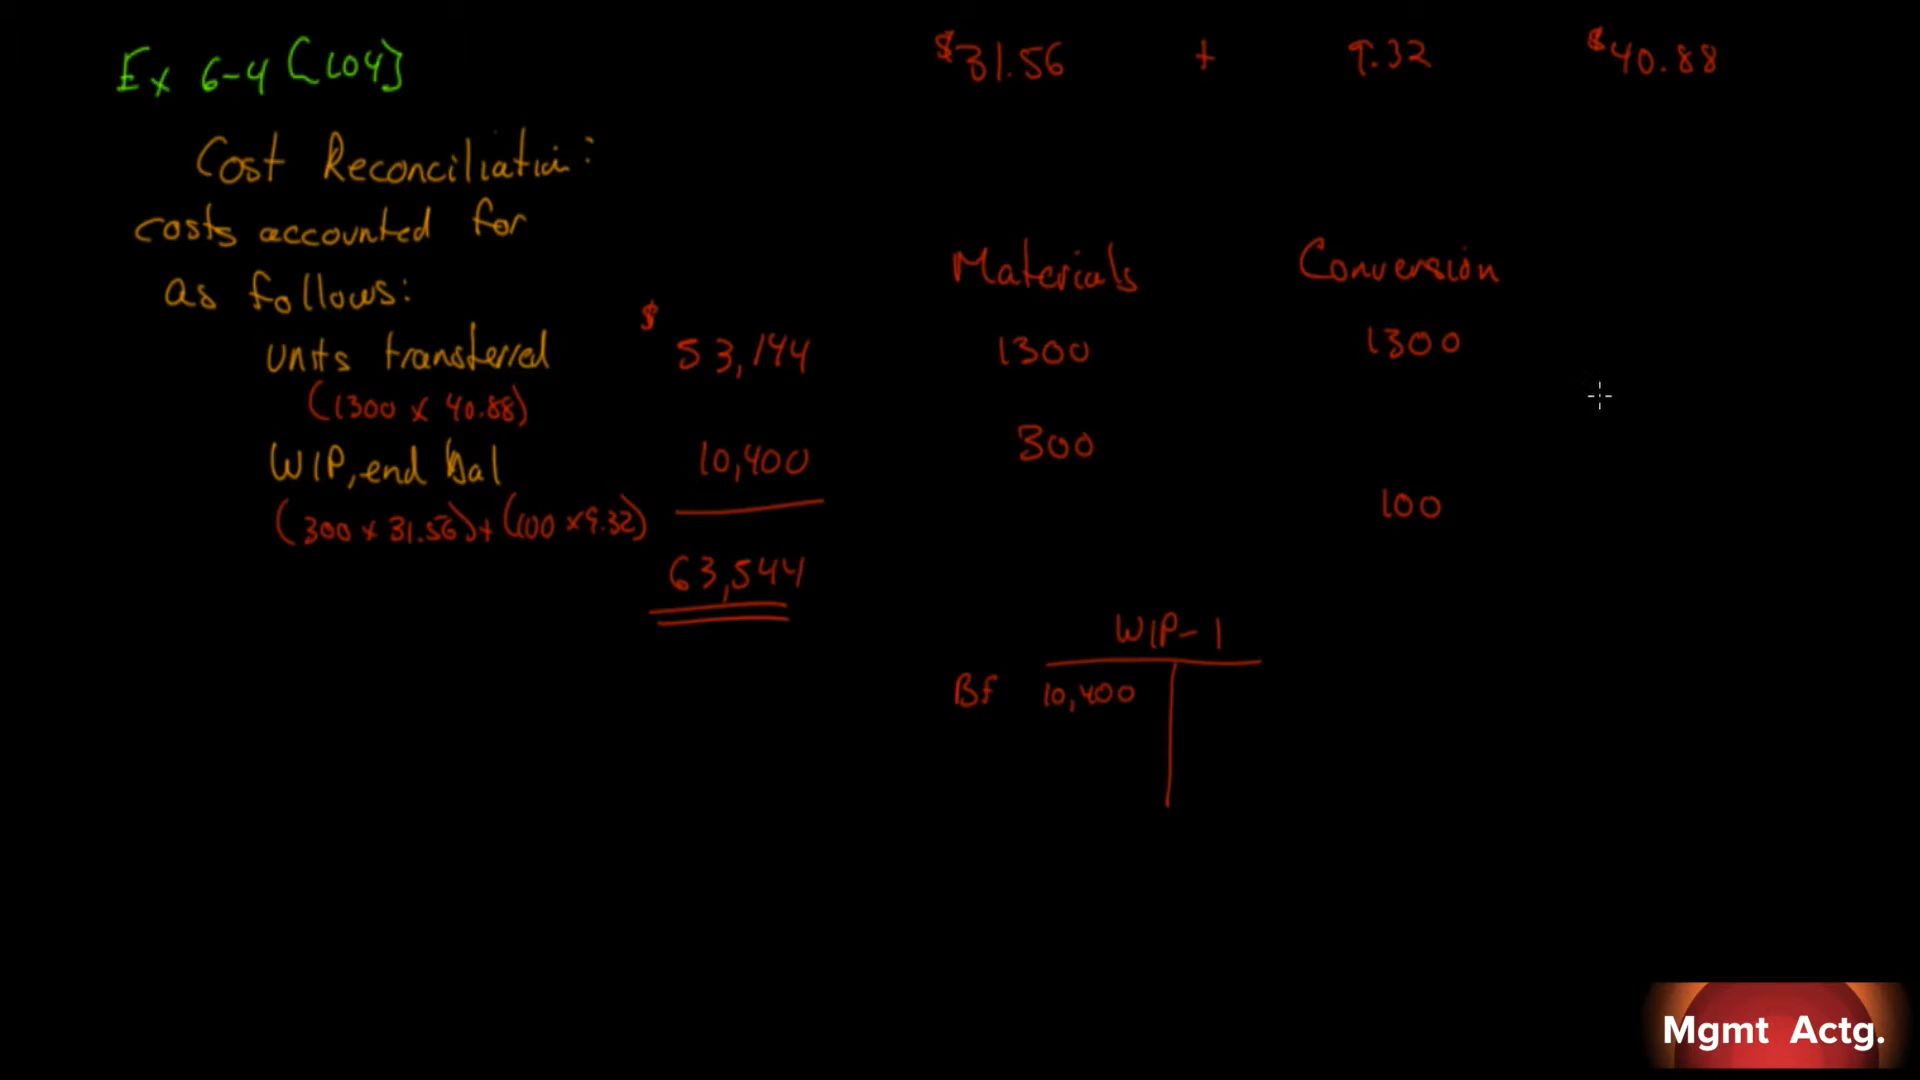 Ex 6-4 (LO4)
$31.56 + 9.32 $40.88
Cost Reconciliation:
costs accounted for
as follows:
Materials Conversion
units transferred $ 53,144 1300 1300
(1300 x 40.88)
WIP, end bal 10,400 300
(300 x 31.56) + (100 x 9.32) 100
63,544
WIP-1
Bf 10,400
Mgmt Actg.